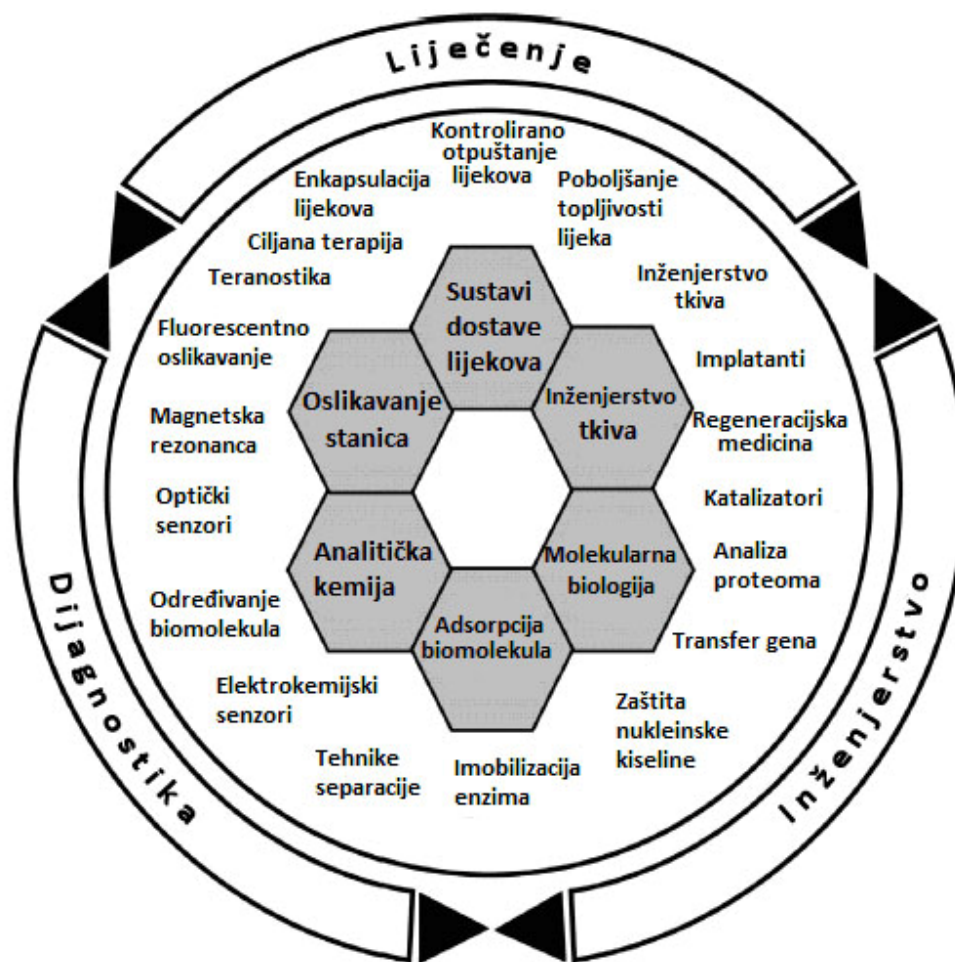 Liječenje
Kontrolirano
otpuštanje
lijekova
Enkapsulacija
lijekova
Poboljšanje
topljivosti
lijeka
Ciljana terapija
Teranostika
Inženjerstvo
tkiva
Sustavi
dostave
lijekova
Fluorescentno
oslikavanje
Implatanti
Oslikavanje
stanica
Inženjerstvo
tkiva
Magnetska
rezonanca
Regeneracijska
medicina
Optički
senzori
Katalizatori
Analitička
kemija
Molekularna
biologija
Analiza
proteoma
Određivanje
biomolekula
Adsorpcija
biomolekula
Transfer gena
Elektrokemijski
senzori
Zaštita
nukleinske
kiseline
Tehnike
separacije
Imobilizacija
enzima
Dijagnostika
Inženjerstvo